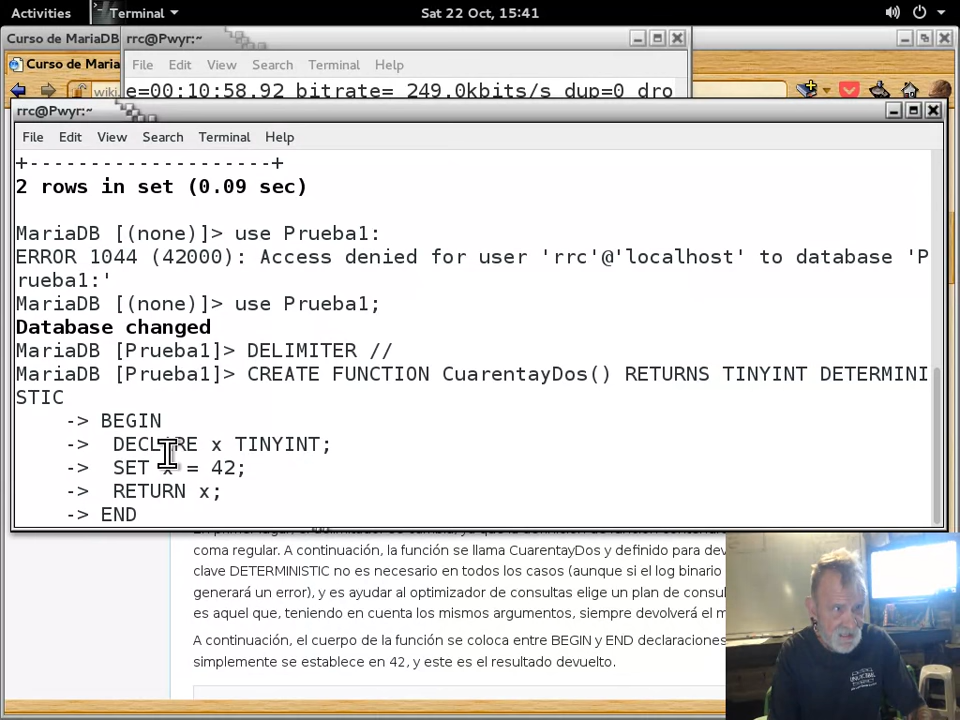 Activities Terminal Sat 22 Oct, 15:41
Curso de MariaDB rrc@Pwyr:~
Curso de Maria File Edit View Search Terminal Help
wiki. e=00:10:58.92 bitrate= 249.0kbits/s dup=0 dro
rrc@Pwyr:~
File Edit View Search Terminal Help
+--------------------+
2 rows in set (0.09 sec)
MariaDB [(none)]> use Prueba1:
ERROR 1044 (42000): Access denied for user 'rrc'@'localhost' to database 'P
rueba1:'
MariaDB [(none)]> use Prueba1;
Database changed
MariaDB [Prueba1]> DELIMITER //
MariaDB [Prueba1]> CREATE FUNCTION CuarentayDos() RETURNS TINYINT DETERMINI
STIC
-> BEGIN
-> DECLARE x TINYINT;
-> SET x = 42;
-> RETURN x;
-> END
coma regular. A continuación, la función se llama CuarentayDos y definido para dev
clave DETERMINISTIC no es necesario en todos los casos (aunque si el log binario
generará un error), y es ayudar al optimizador de consultas elige un plan de consul
es aquel que, teniendo en cuenta los mismos argumentos, siempre devolverá el m
A continuación, el cuerpo de la función se coloca entre BEGIN y END declaraciones
simplemente se establece en 42, y este es el resultado devuelto.